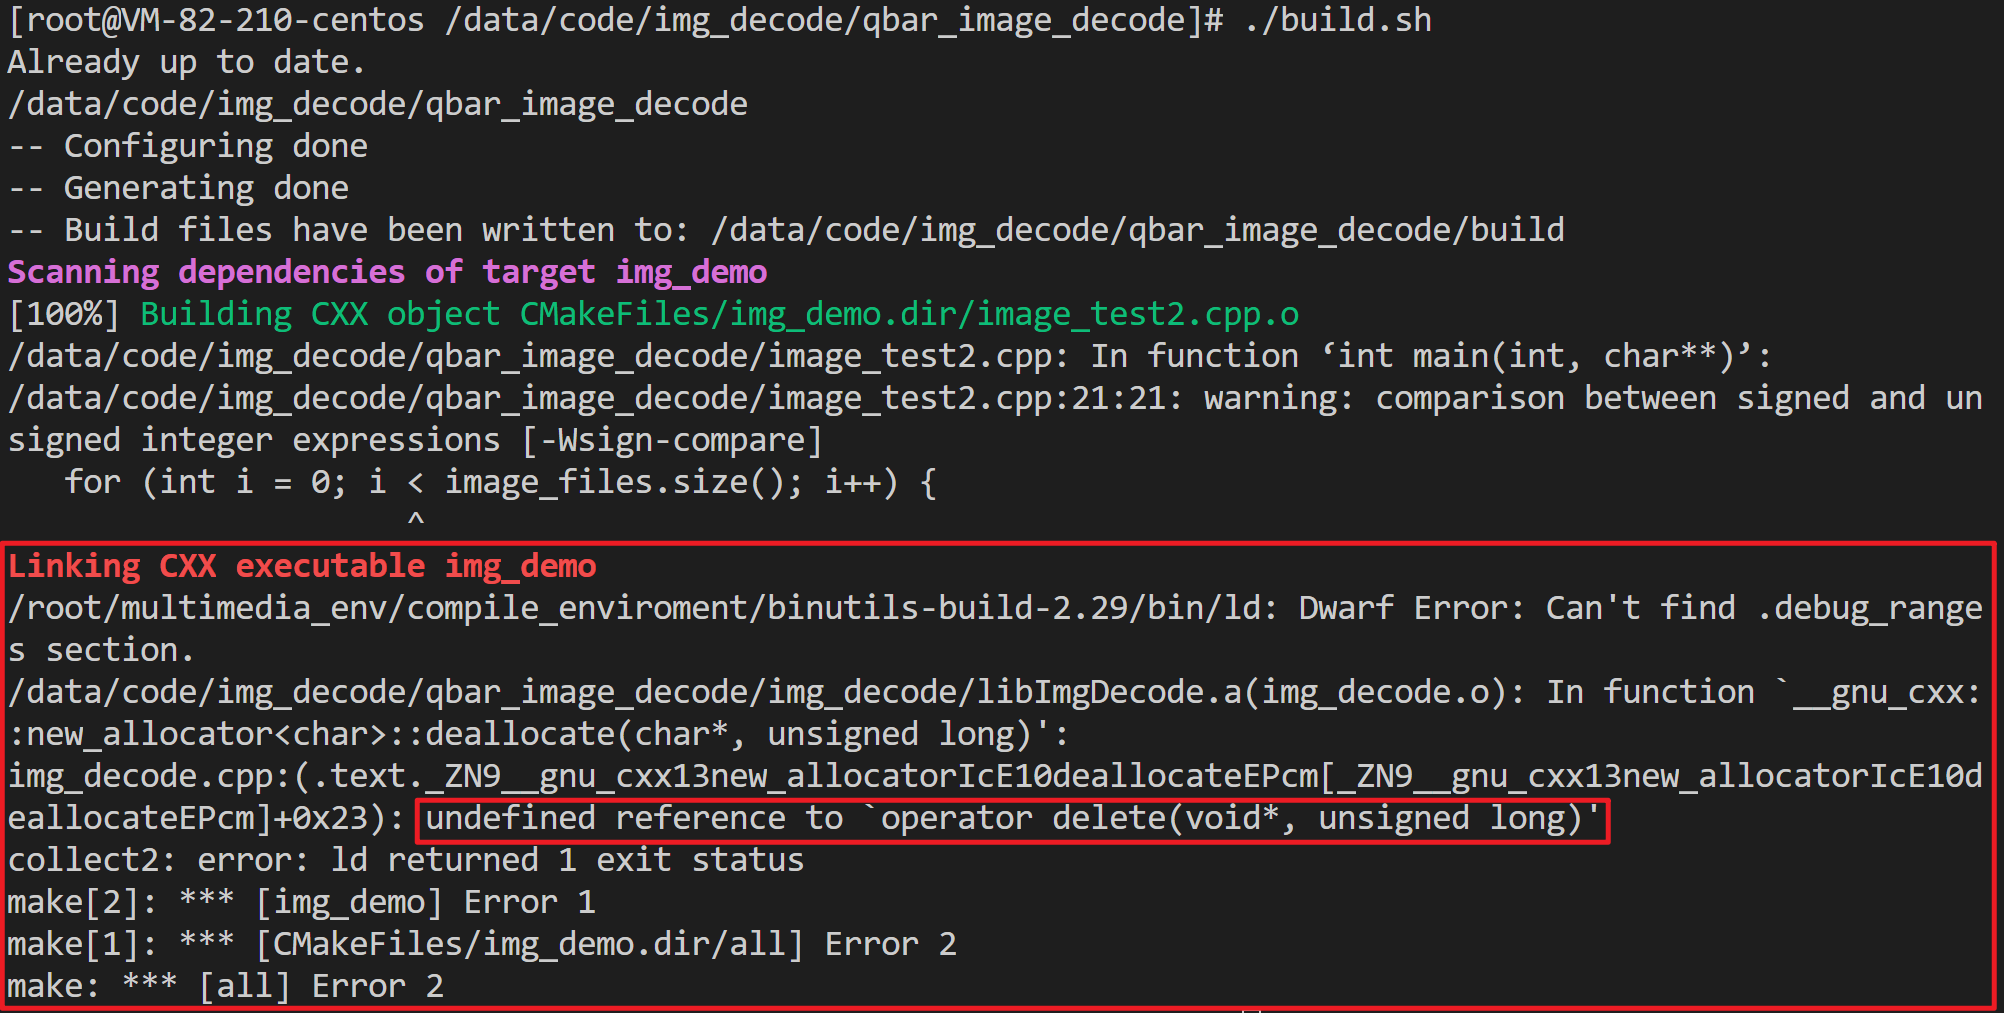 [root@VM-82-210-centos /data/code/img_decode/qbar_image_decode]# ./build.sh
Already up to date.
/data/code/img_decode/qbar_image_decode
-- Configuring done
-- Generating done
-- Build files have been written to: /data/code/img_decode/qbar_image_decode/build
Scanning dependencies of target img_demo
[100%] Building CXX object CMakeFiles/img_demo.dir/image_test2.cpp.o
/data/code/img_decode/qbar_image_decode/image_test2.cpp: In function ‘int main(int, char**)’:
/data/code/img_decode/qbar_image_decode/image_test2.cpp:21:21: warning: comparison between signed and un
signed integer expressions [-Wsign-compare]
   for (int i = 0; i < image_files.size(); i++) {
                     ^
Linking CXX executable img_demo
/root/multimedia_env/compile_enviroment/binutils-build-2.29/bin/ld: Dwarf Error: Can't find .debug_range
s section.
/data/code/img_decode/qbar_image_decode/img_decode/libImgDecode.a(img_decode.o): In function `__gnu_cxx:
:new_allocator<char>::deallocate(char*, unsigned long)':
img_decode.cpp:(.text._ZN9__gnu_cxx13new_allocatorIcE10deallocateEPcm[_ZN9__gnu_cxx13new_allocatorIcE10d
eallocateEPcm]+0x23): undefined reference to `operator delete(void*, unsigned long)'
collect2: error: ld returned 1 exit status
make[2]: *** [img_demo] Error 1
make[1]: *** [CMakeFiles/img_demo.dir/all] Error 2
make: *** [all] Error 2